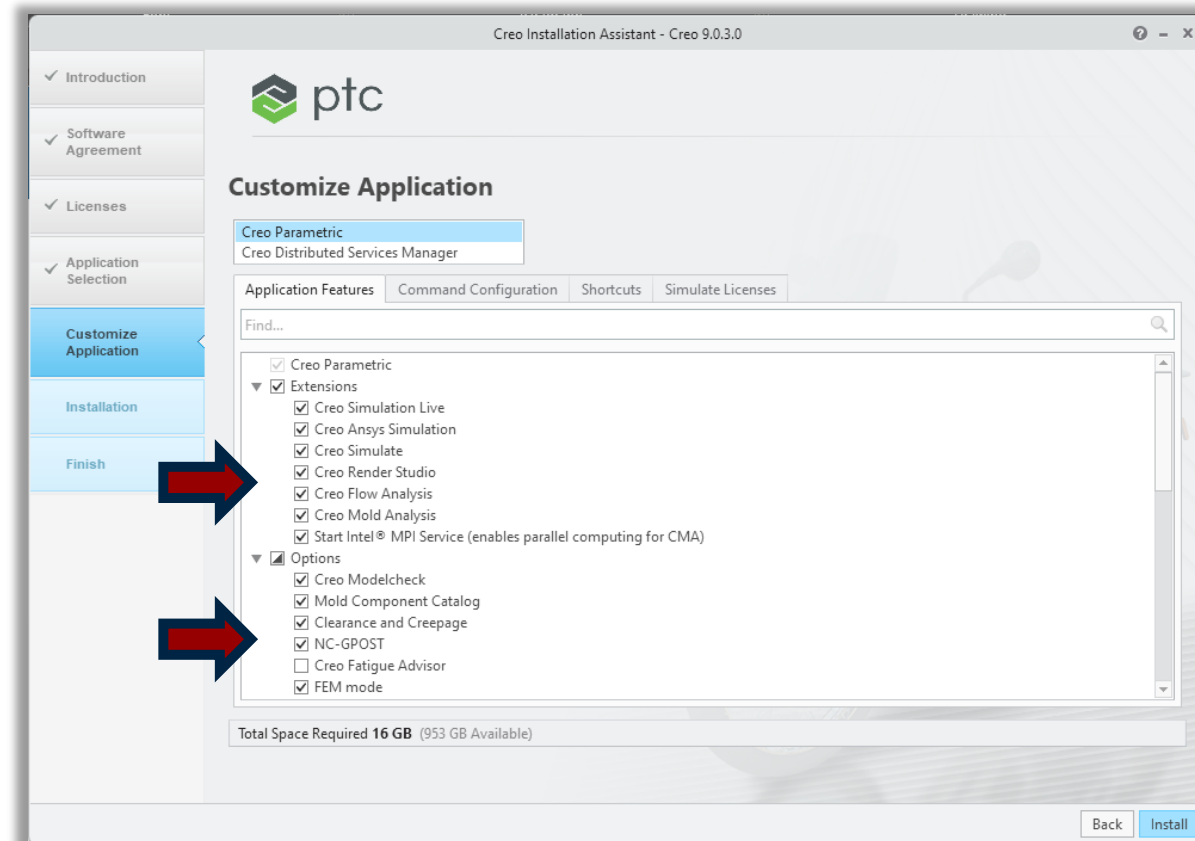 Creo Installation Assistant - Creo 9.0.3.0
Introduction
Software
Agreement
Licenses
Application
Selection
Customize
Application
Installation
Finish
ptc
Customize Application
Creo Parametric
Creo Distributed Services Manager
Application Features Command Configuration Shortcuts Simulate Licenses
Find...
Creo Parametric
Extensions
Creo Simulation Live
Creo Ansys Simulation
Creo Simulate
Creo Render Studio
Creo Flow Analysis
Creo Mold Analysis
Start Intel® MPI Service (enables parallel computing for CMA)
Options
Creo Modelcheck
Mold Component Catalog
Clearance and Creepage
NC-GPOST
Creo Fatigue Advisor
FEM mode
Total Space Required 16 GB (953 GB Available)
Back Install